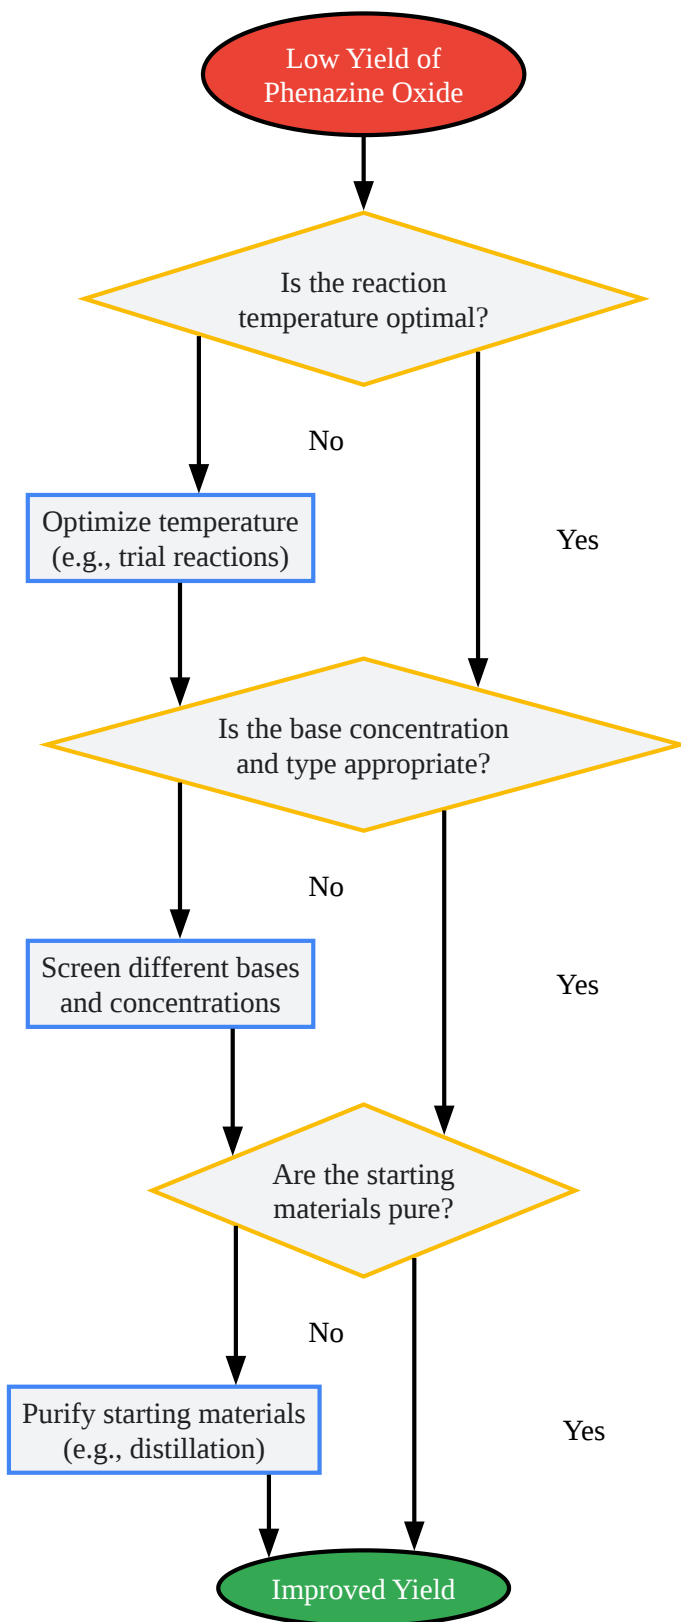 Low Yield of
Phenazine Oxide
Is the reaction
temperature optimal?
No
Optimize temperature
(e.g., trial reactions)
Yes
Is the base concentration
and type appropriate?
No
Screen different bases
and concentrations
Yes
Are the starting
materials pure?
No
Purify starting materials
(e.g., distillation)
Yes
Improved Yield